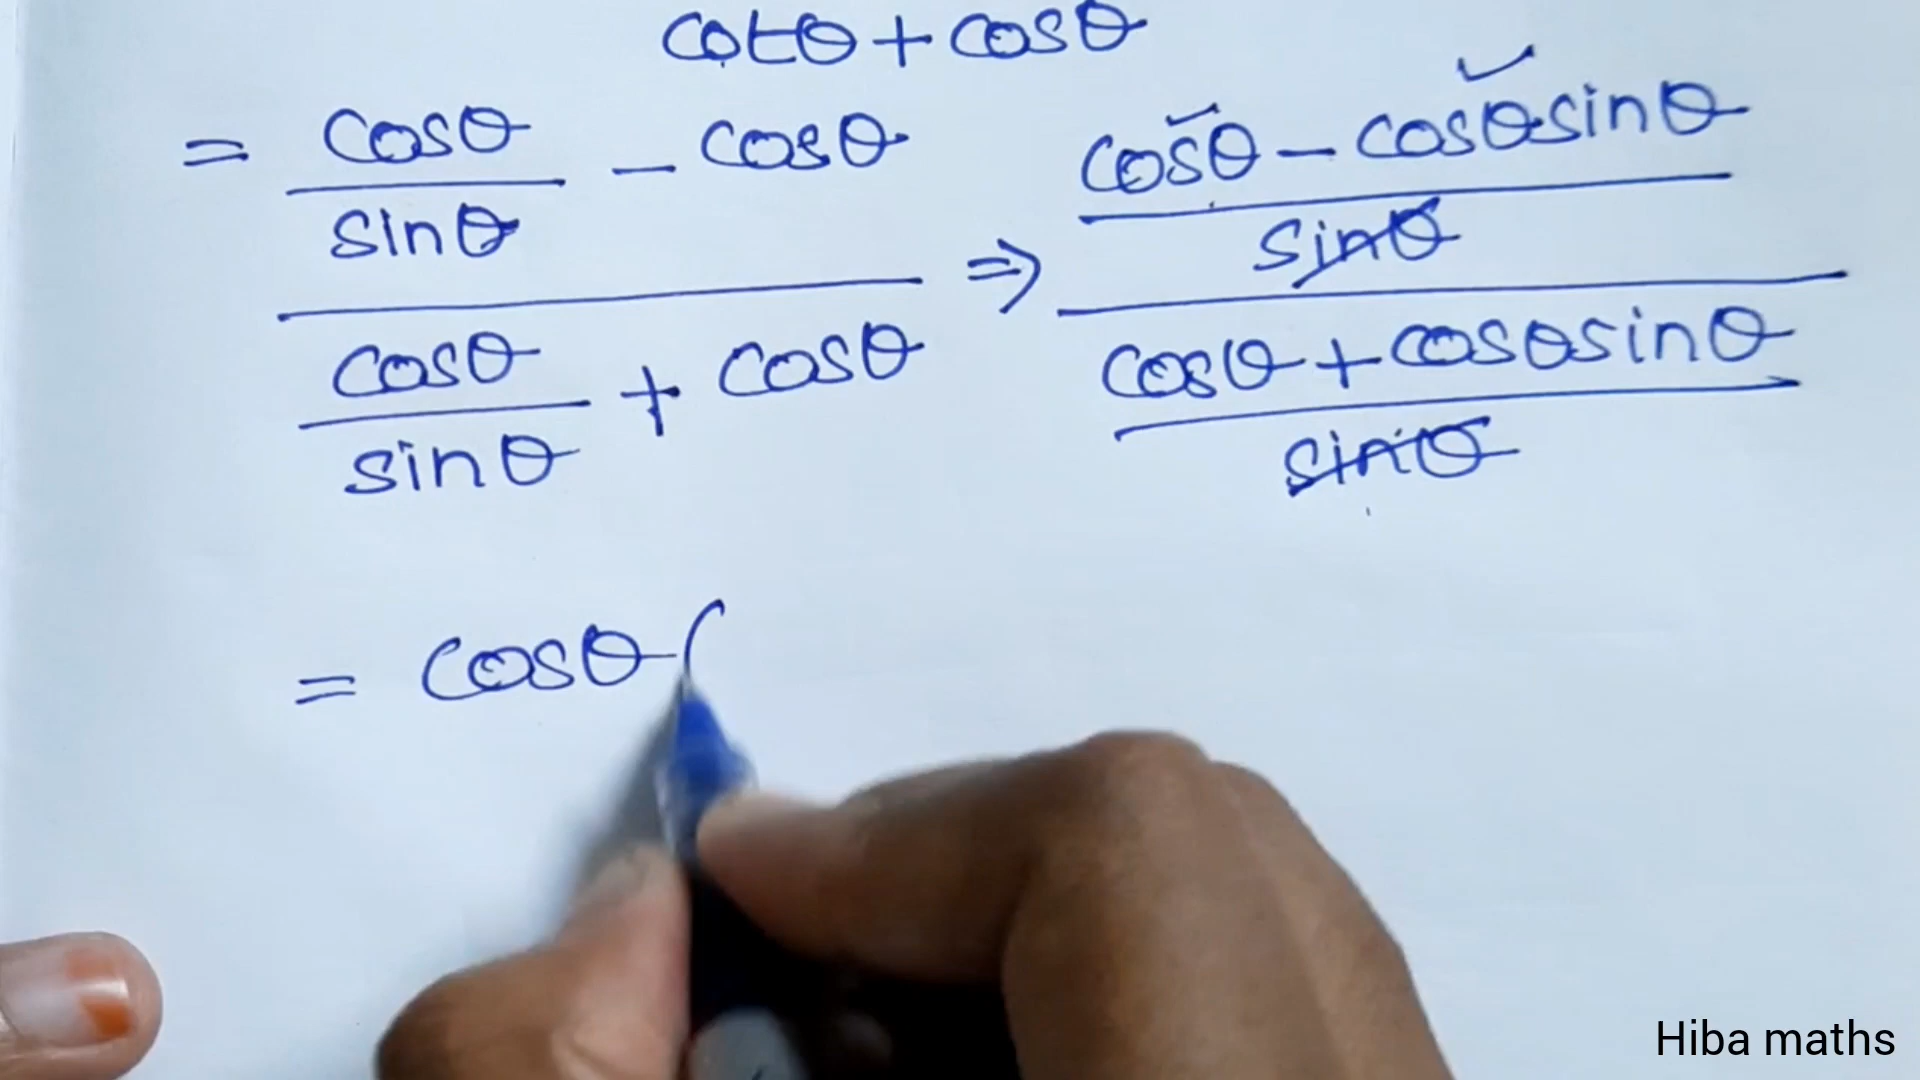 cotθ + cosθ
= cosθ/sinθ - cosθ ⇒ cosθ - cosθsinθ
sinθ
cosθ/sinθ + cosθ cosθ + cosθsinθ
sinθ
= cosθ(
Hiba maths